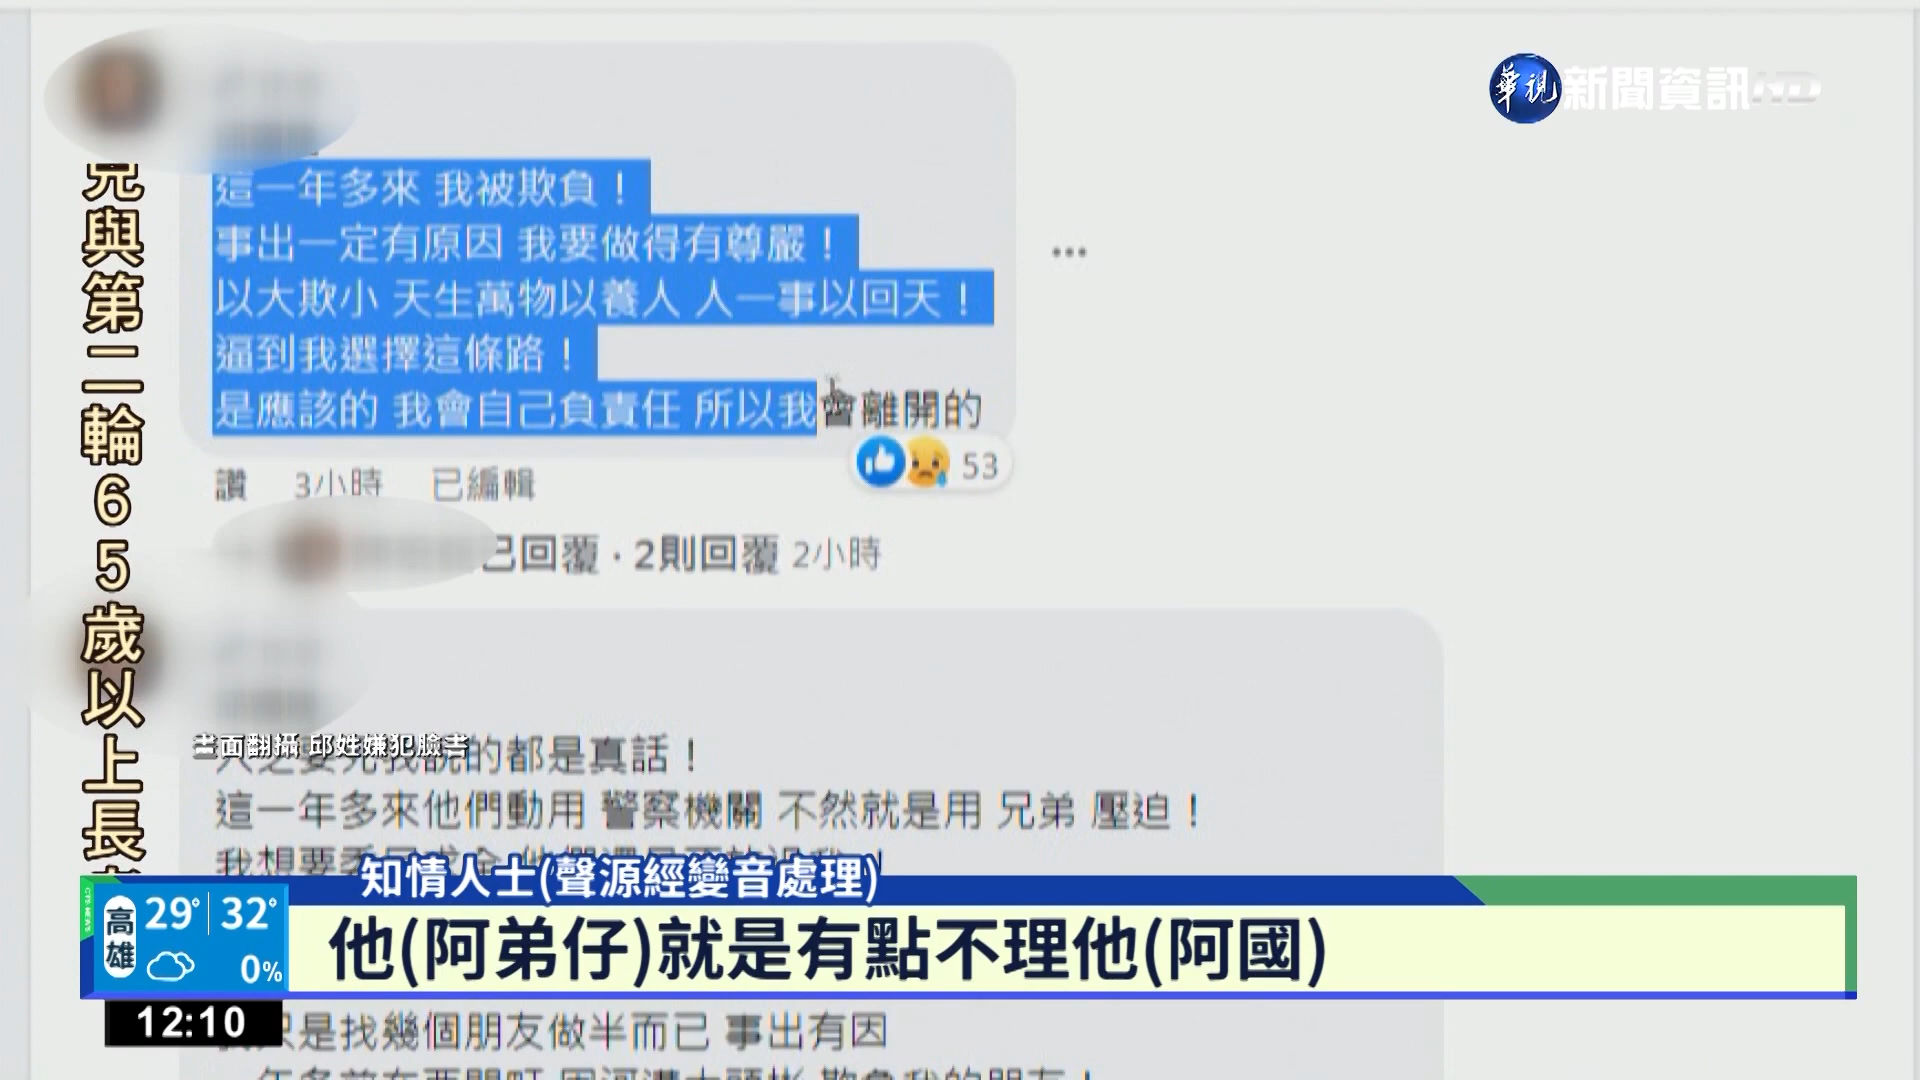 華視 新聞資訊HD
兒與第二輪65歲以上長
這一年多來 我被欺負！
事出一定有原因 我要做得有尊嚴！
以大欺小 天生萬物以養人 人一事以回天！
逼到我選擇這條路！
是應該的 我會自己負責任 所以我會離開的
53
讚 3小時 已編輯
已回覆·2則回覆 2小時
畫面翻攝 邱姓嫌犯臉書
的都是真話！
這一年多來他們動用 警察機關 不然就是用 兄弟 壓迫！
知情人士(聲源經變音處理)
他(阿弟仔)就是有點不理他(阿國)
CTS NEWS
高雄
29° 32°
0%
12:10
只是找幾個朋友做半而已 事出有因